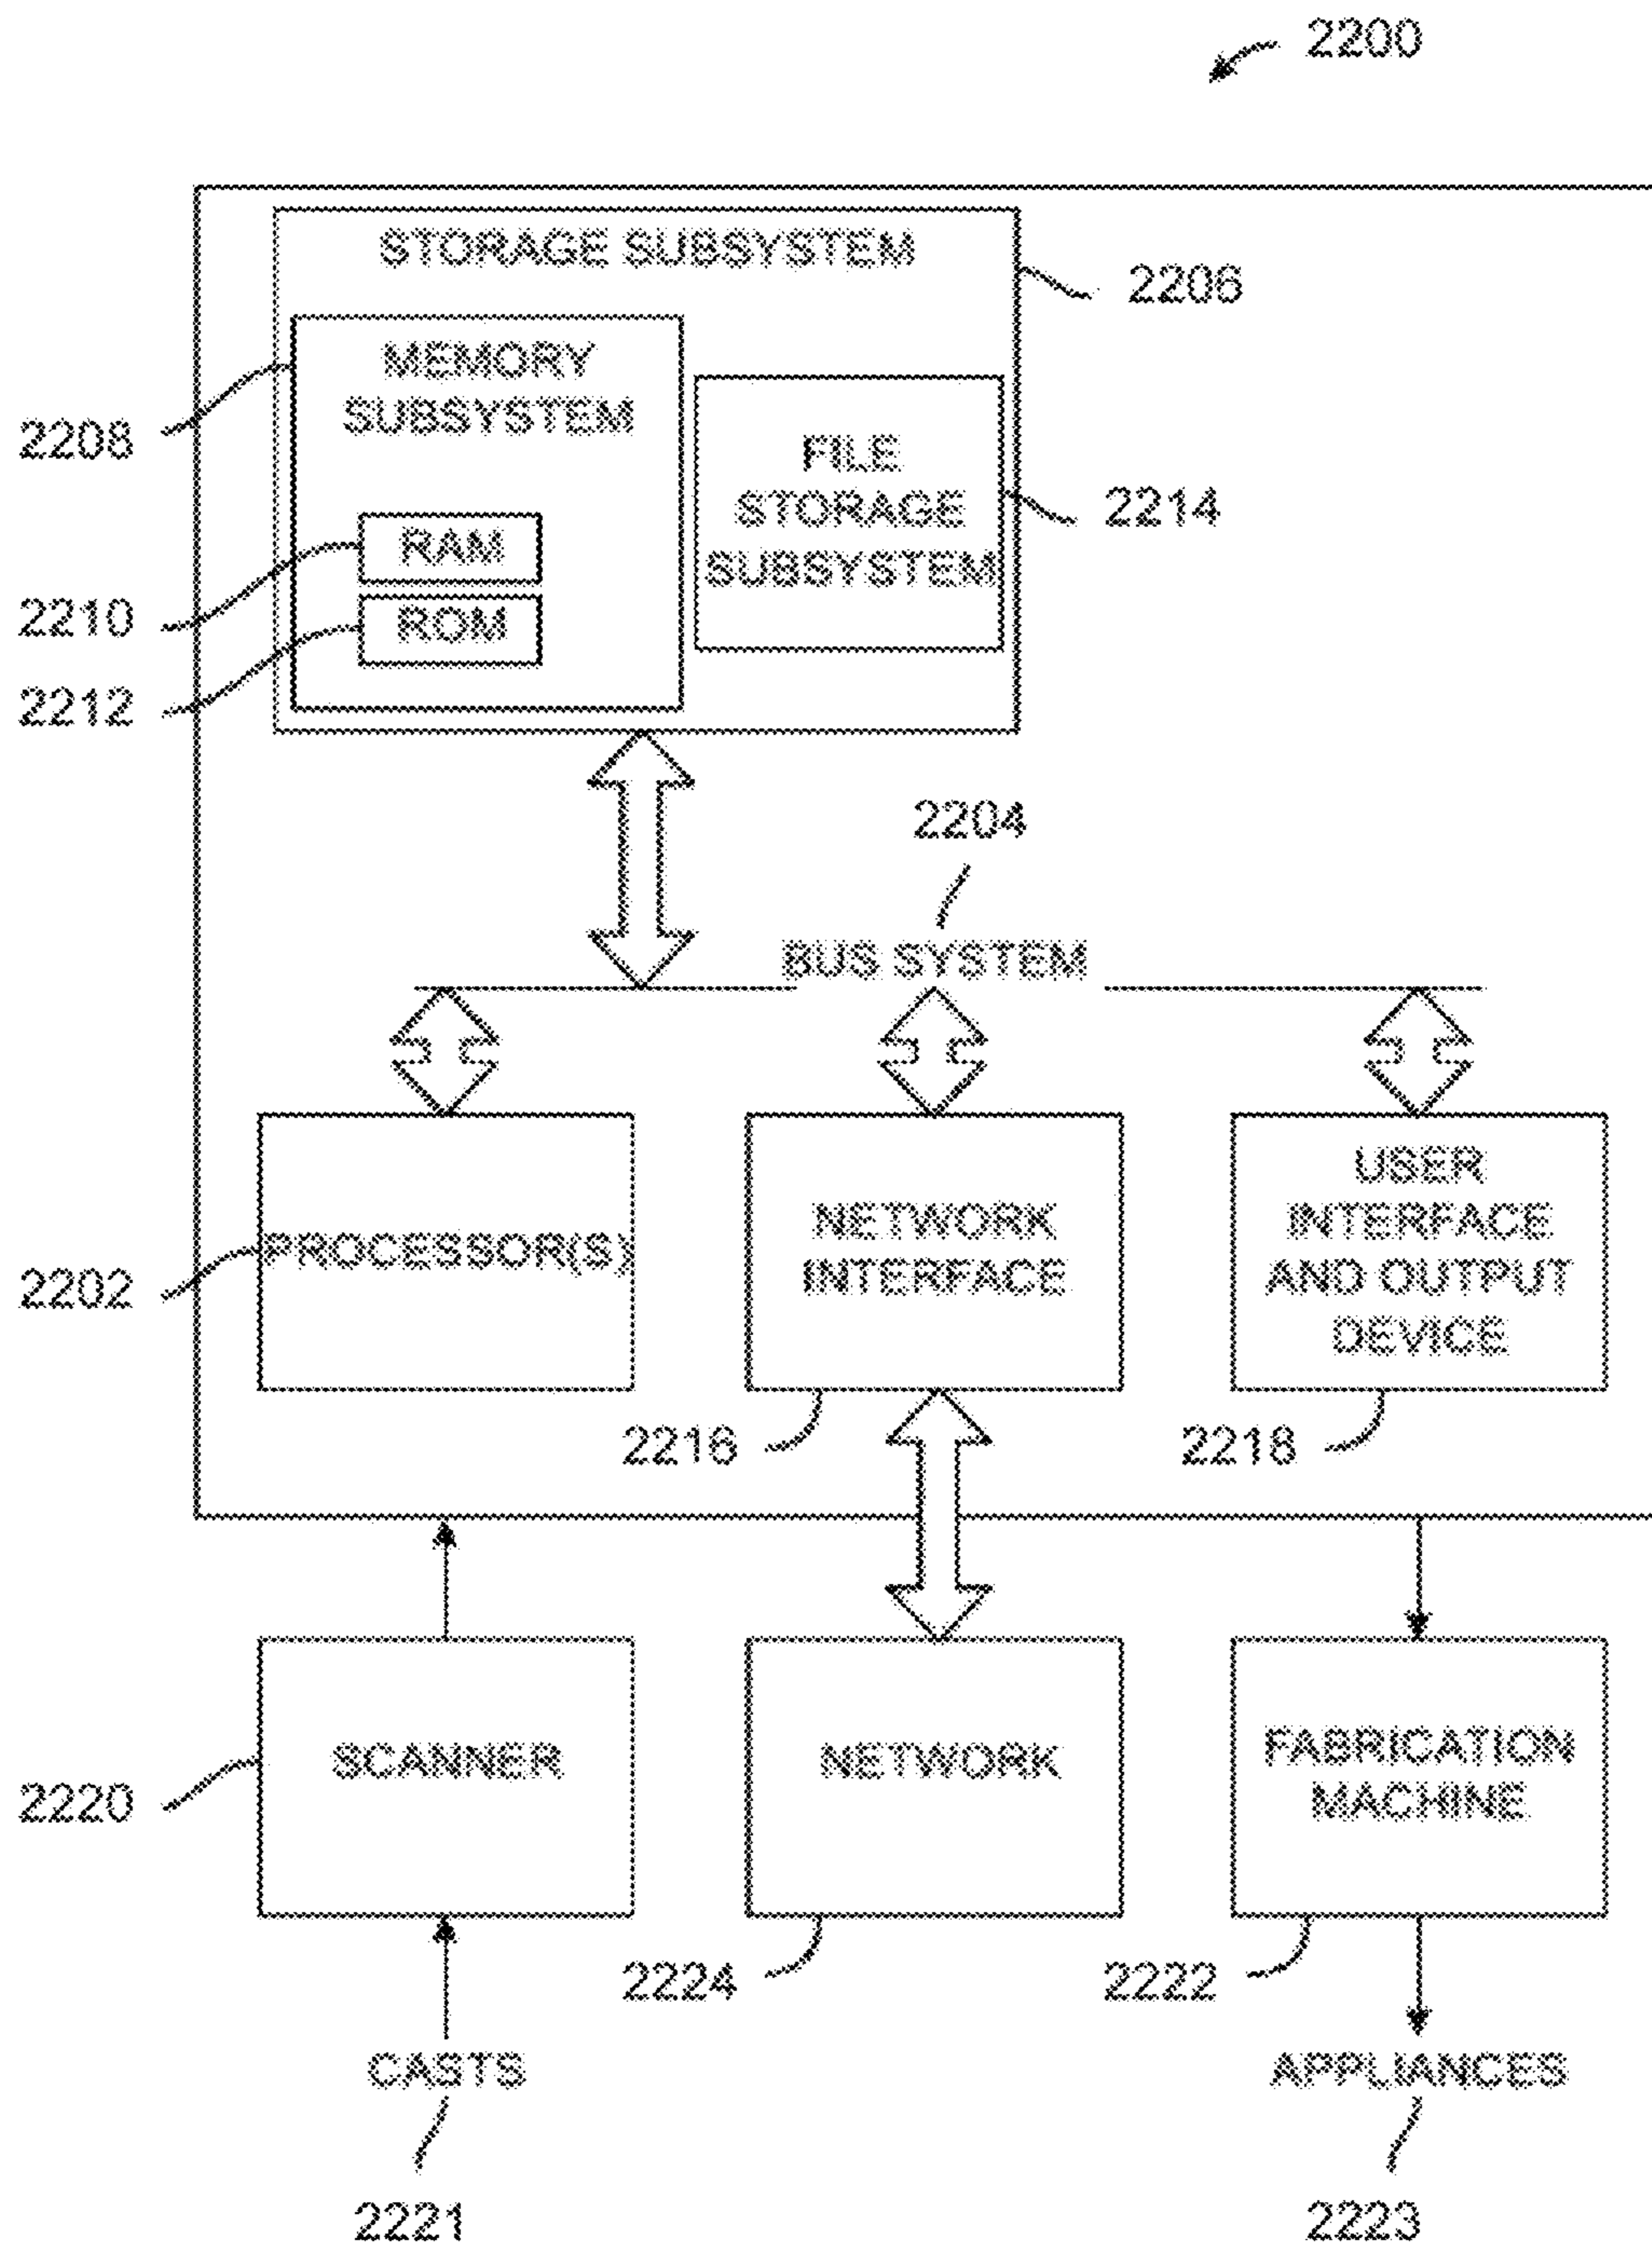 2200
STORAGE SUBSYSTEM
2206
MEMORY
SUBSYSTEM
2208
FILE
STORAGE
SUBSYSTEM
2214
RAM
2210
ROM
2212
2204
BUS SYSTEM
PROCESSOR(S)
2202
NETWORK
INTERFACE
2216
USER
INTERFACE
AND OUTPUT
DEVICE
2218
SCANNER
2220
NETWORK
2224
FABRICATION
MACHINE
2222
CASTS
2221
APPLIANCES
2223